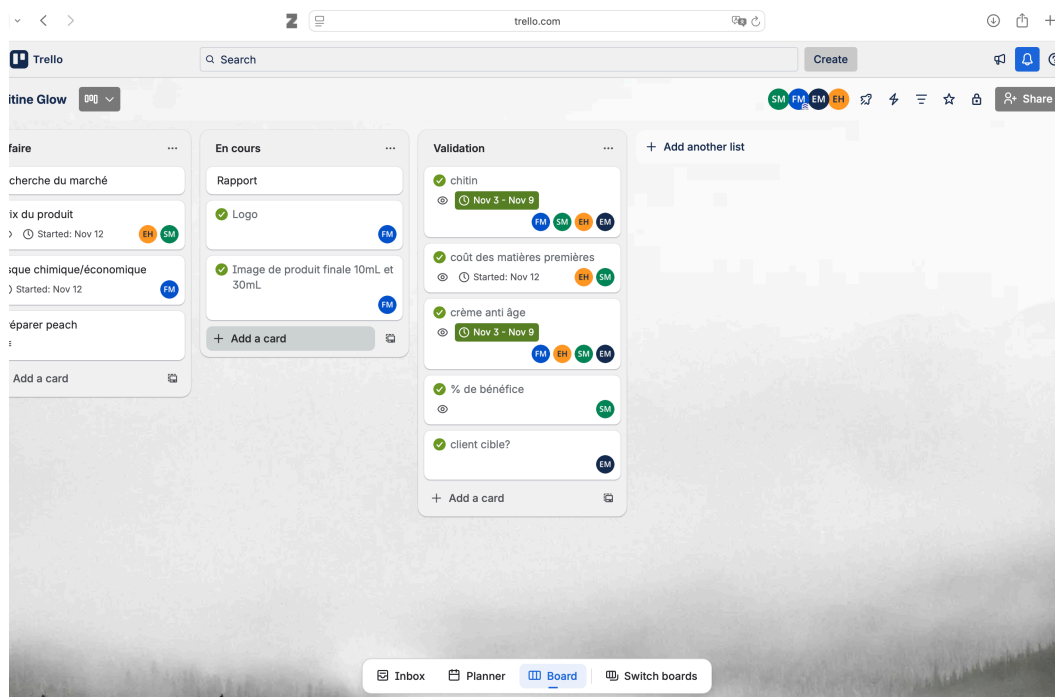 trello.com
Trello
Search
Create
itine Glow
SM FM EM EH
Share
faire
cherche du marché
ix du produit
Started: Nov 12
EH SM
sque chimique/économique
Started: Nov 12
FM
éparer peach
Add a card
En cours
Rapport
Logo
FM
Image de produit finale 10mL et
30mL
FM
+ Add a card
Validation
chitin
Nov 3 - Nov 9
FM SM EH EM
coût des matières premières
Started: Nov 12
EH SM
crème anti âge
Nov 3 - Nov 9
FM EH SM EM
% de bénéfice
SM
client cible?
EM
+ Add a card
+ Add another list
Inbox
Planner
Board
Switch boards